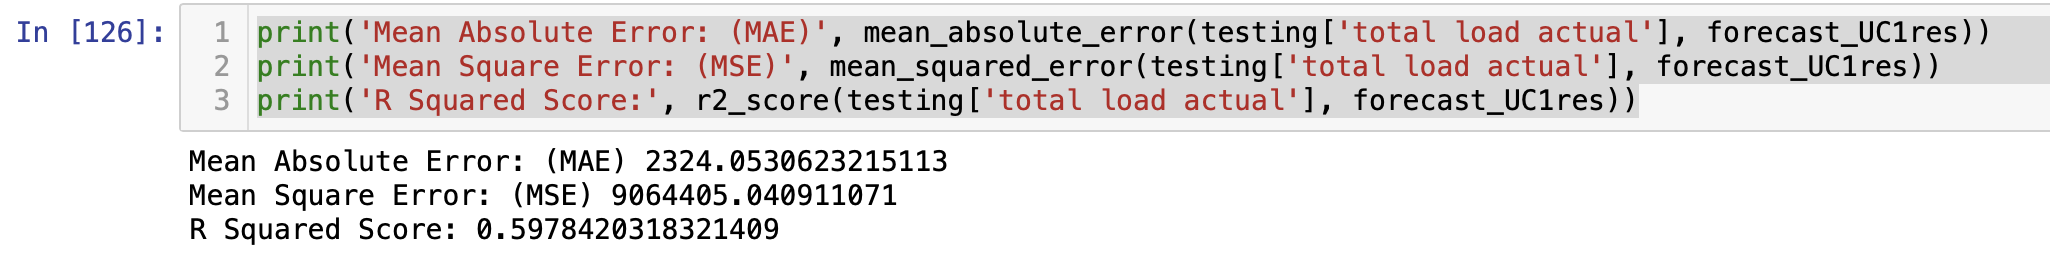 In [126]:
1 print('Mean Absolute Error: (MAE)', mean_absolute_error(testing['total load actual'], forecast_UC1res))
2 print('Mean Square Error: (MSE)', mean_squared_error(testing['total load actual'], forecast_UC1res))
3 print('R Squared Score:', r2_score(testing['total load actual'], forecast_UC1res))
Mean Absolute Error: (MAE) 2324.0530623215113
Mean Square Error: (MSE) 9064405.040911071
R Squared Score: 0.5978420318321409